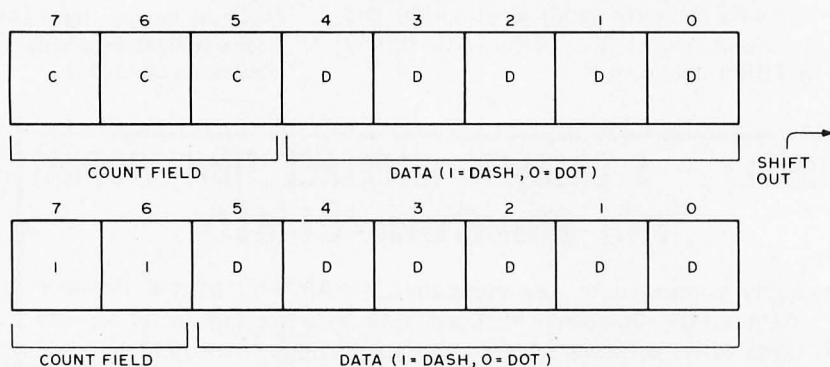 7 6 5 4 3 2 1 0
C C C D D D D D
COUNT FIELD DATA (1 = DASH, 0 = DOT) SHIFT
OUT
7 6 5 4 3 2 1 0
1 1 D D D D D D
COUNT FIELD DATA (1 = DASH, 0 = DOT)